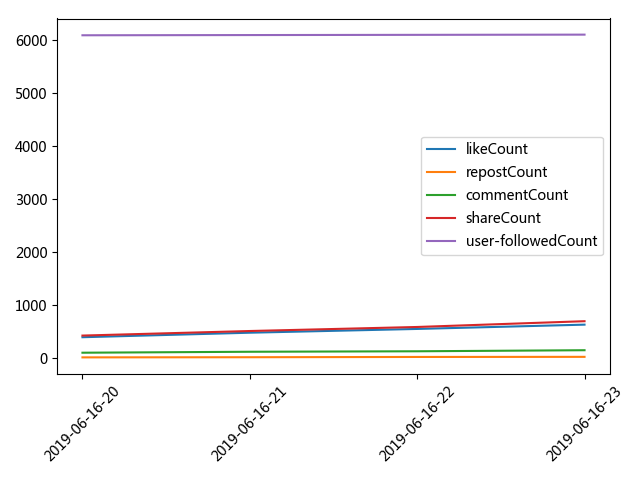 6000
5000
4000
3000
2000
1000
0
likeCount
repostCount
commentCount
shareCount
user-followedCount
2019-06-16-20
2019-06-16-21
2019-06-16-22
2019-06-16-23